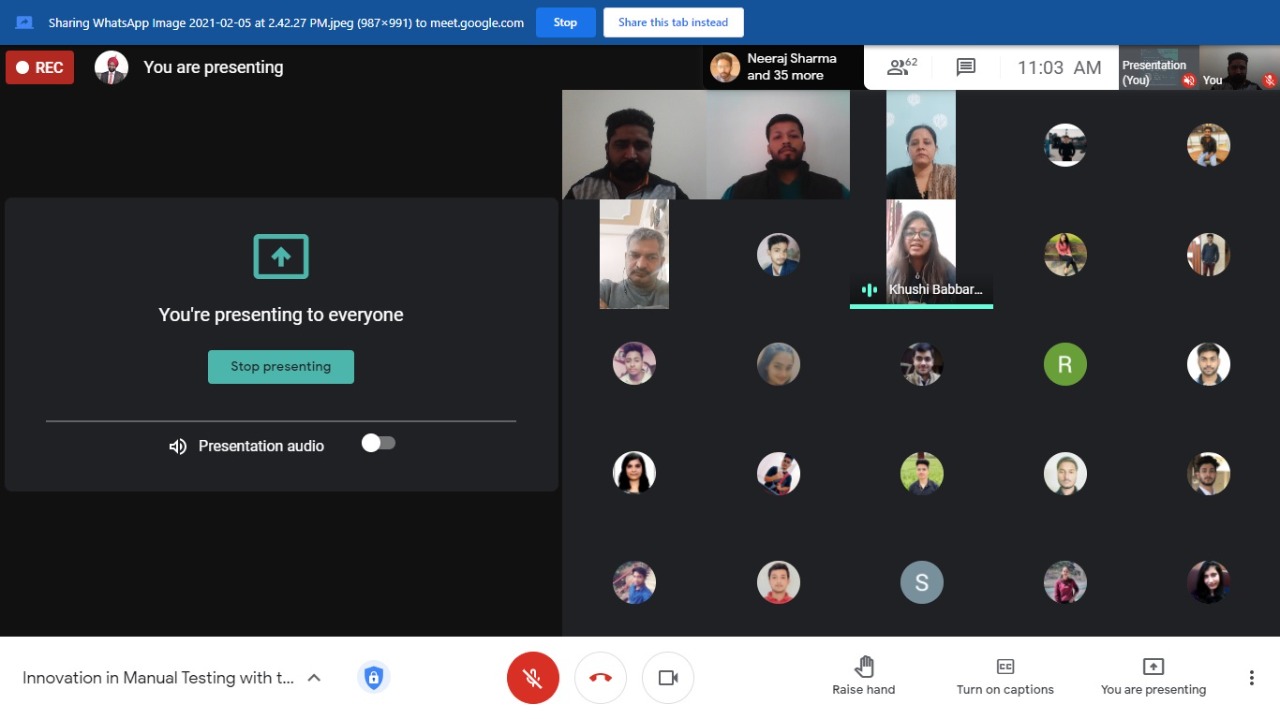 Sharing WhatsApp Image 2021-02-05 at 2.42.27 PM.jpeg (987×991) to meet.google.com
Stop
Share this tab instead
REC
You are presenting
Neeraj Sharma
and 35 more
62
11:03 AM
Presentation
(You)
You
You're presenting to everyone
Stop presenting
Presentation audio
Khushi Babbar...
R
S
Innovation in Manual Testing with t...
CC
Raise hand
Turn on captions
You are presenting